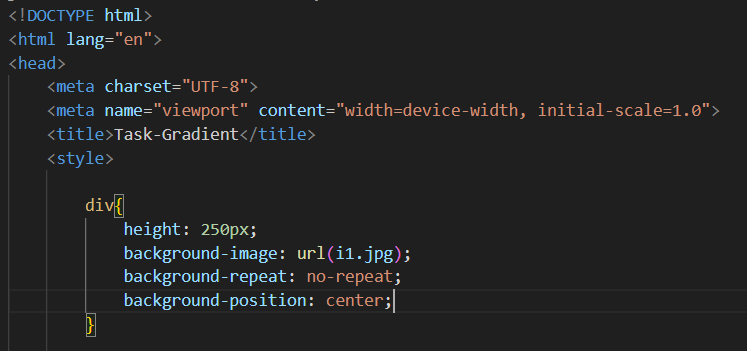 <!DOCTYPE html>
<html lang="en">
<head>
    <meta charset="UTF-8">
    <meta name="viewport" content="width=device-width, initial-scale=1.0">
    <title>Task-Gradient</title>
    <style>

        div{
            height: 250px;
            background-image: url(i1.jpg);
            background-repeat: no-repeat;
            background-position: center;
        }